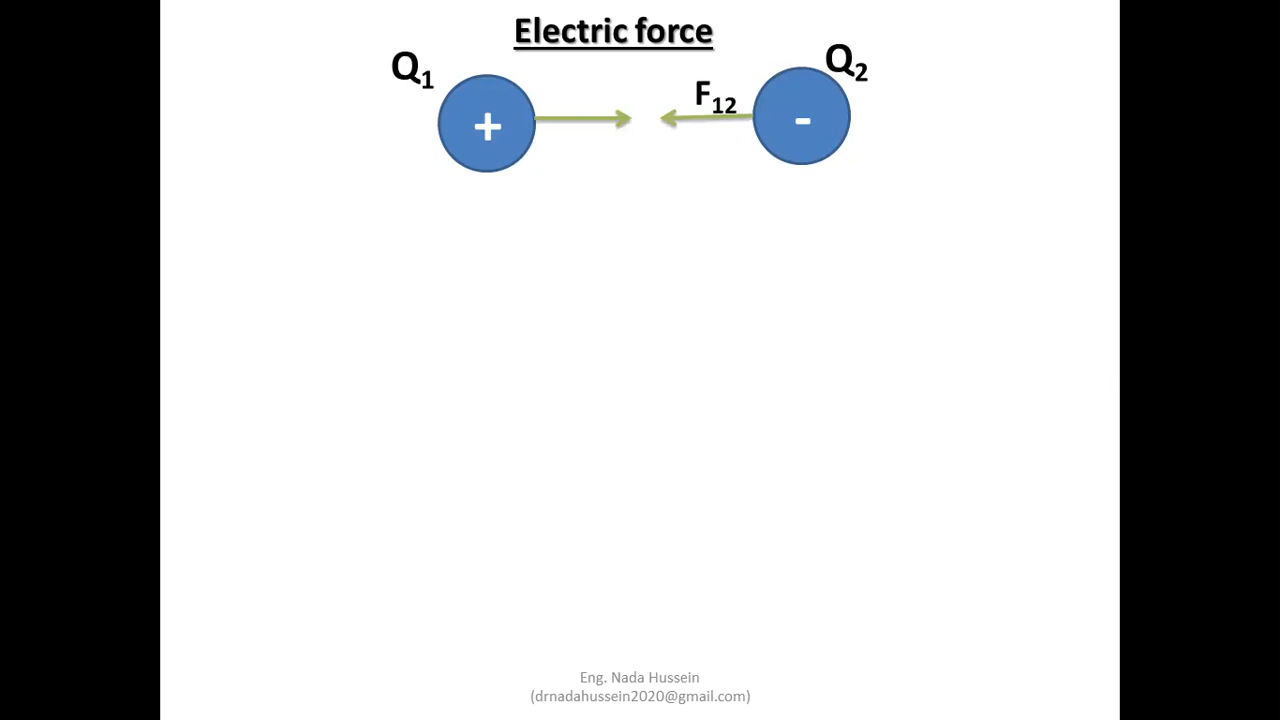 Electric force
Q1
+
F12
Q2
-
Eng. Nada Hussein
(drnadahussein2020@gmail.com)